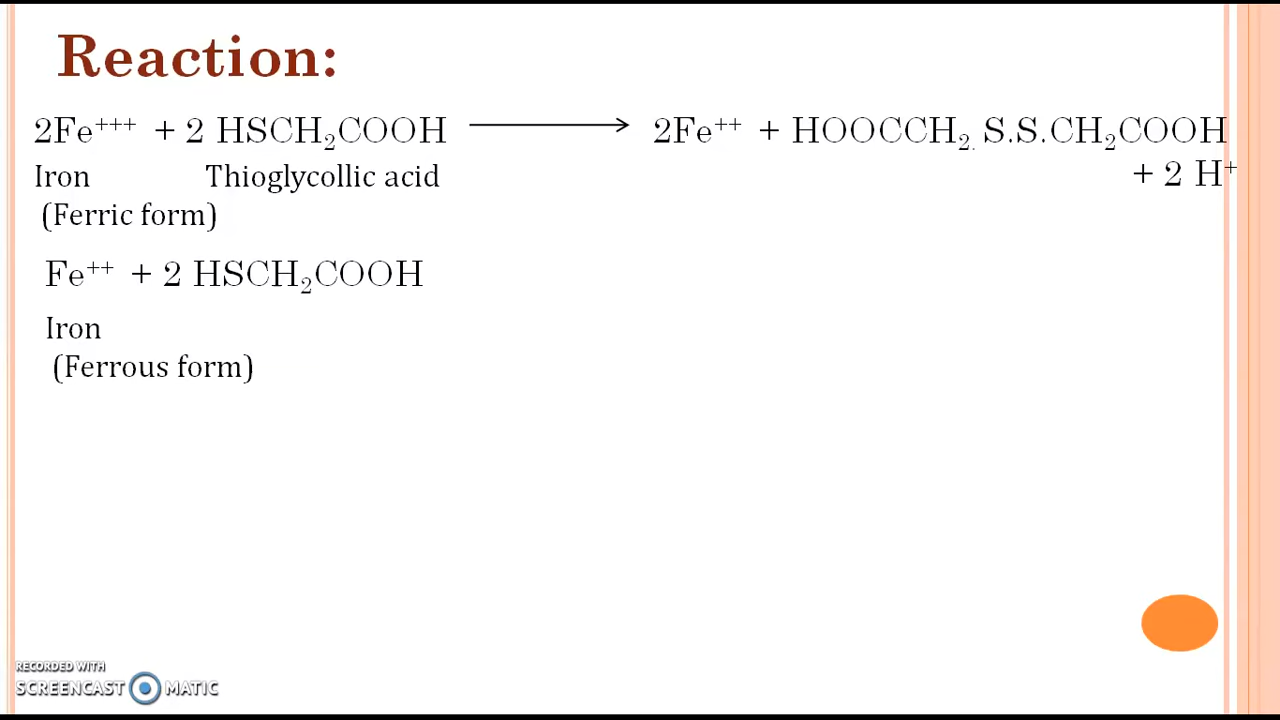 Reaction:
2Fe⁺⁺⁺ + 2 HSCH₂COOH ⟶ 2Fe⁺⁺ + HOOCCH₂. S.S.CH₂COOH
+ 2 H⁺
Iron Thioglycollic acid
(Ferric form)
Fe⁺⁺ + 2 HSCH₂COOH
Iron
(Ferrous form)
RECORDED WITH
SCREENCAST MATIC